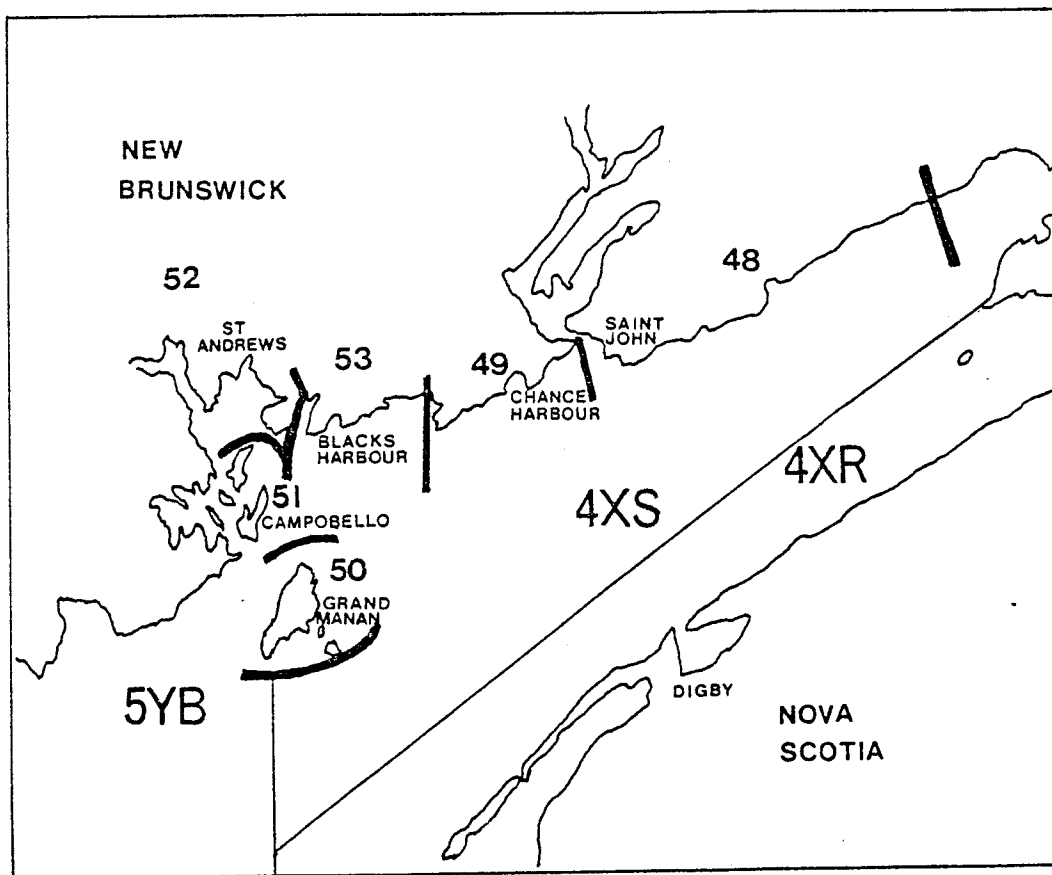 NEW
BRUNSWICK
52
48
ST
ANDREWS
SAINT
JOHN
53
49
CHANCE
HARBOUR
BLACKS
HARBOUR
4XR
51
4XS
CAMPOBELLO
50
GRAND
MANAN
5YB
DIGBY
NOVA
SCOTIA